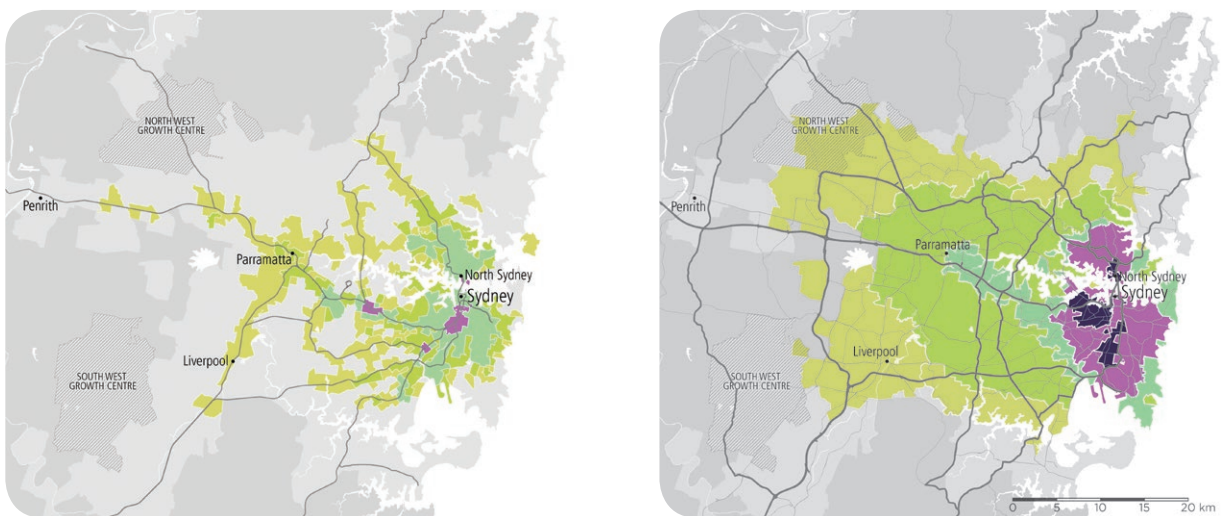 NORTH WEST
GROWTH CENTRE
Penrith
Parramatta
North Sydney
Sydney
Liverpool
SOUTH WEST
GROWTH CENTRE
NORTH WEST
GROWTH CENTRE
Penrith
Parramatta
North Sydney
Sydney
Liverpool
SOUTH WEST
GROWTH CENTRE
0 5 10 15 20 km